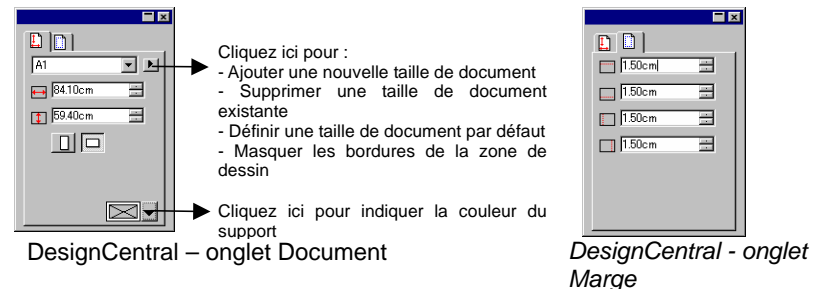 A1
84.10cm
59.40cm
Cliquez ici pour :
- Ajouter une nouvelle taille de document
- Supprimer une taille de document
existante
- Définir une taille de document par défaut
- Masquer les bordures de la zone de
dessin
Cliquez ici pour indiquer la couleur du
support
DesignCentral – onglet Document
1.50cm
1.50cm
1.50cm
1.50cm
DesignCentral - onglet
Marge